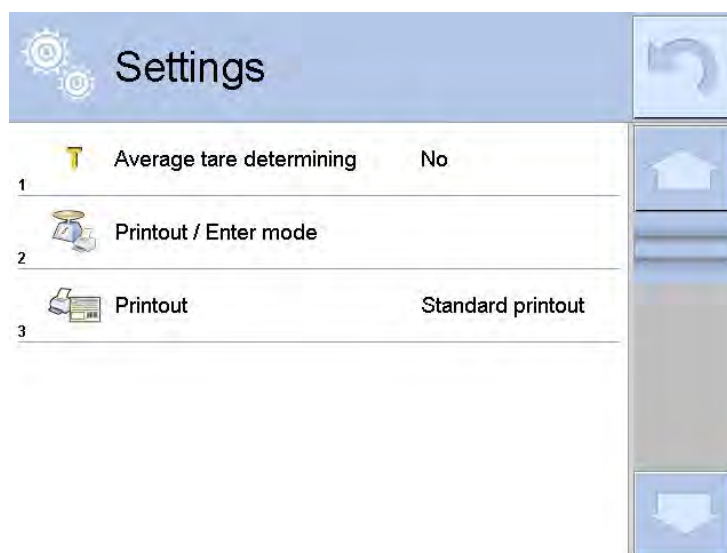 Settings
1 Average tare determining No
2 Printout / Enter mode
3 Printout Standard printout